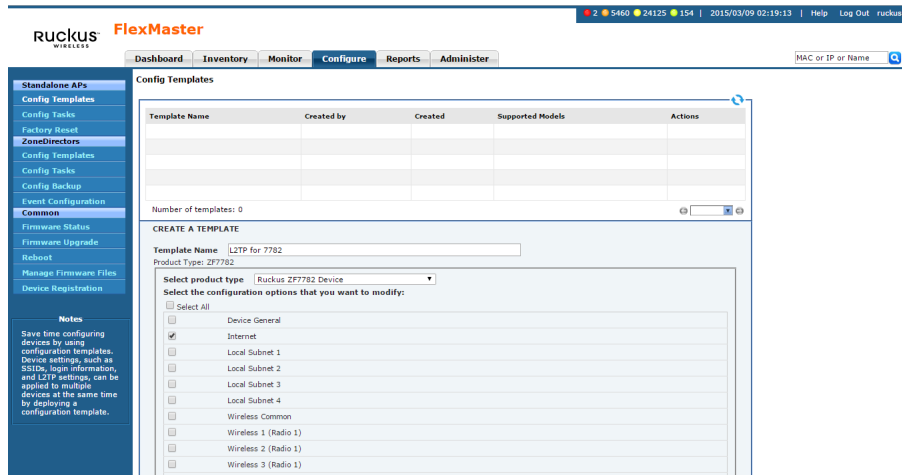 2 5460 24125 154 | 2015/03/09 02:19:13 | Help Log Out ruckus
Ruckus WIRELESS
FlexMaster
Dashboard Inventory Monitor Configure Reports Administer
MAC or IP or Name
Standalone APs
Config Templates
Config Tasks
Factory Reset
ZoneDirectors
Config Templates
Config Tasks
Config Backup
Event Configuration
Common
Firmware Status
Firmware Upgrade
Reboot
Manage Firmware Files
Device Registration
Notes
Save time configuring
devices by using
configuration templates.
Device settings, such as
SSIDs, login information,
and L2TP settings, can be
applied to multiple
devices at the same time
by deploying a
configuration template.
Config Templates
Template Name Created by Created Supported Models Actions
Number of templates: 0
CREATE A TEMPLATE
Template Name L2TP for 7782
Product Type: ZF7782
Select product type Ruckus ZF7782 Device
Select the configuration options that you want to modify:
Select All
Device General
Internet
Local Subnet 1
Local Subnet 2
Local Subnet 3
Local Subnet 4
Wireless Common
Wireless 1 (Radio 1)
Wireless 2 (Radio 1)
Wireless 3 (Radio 1)